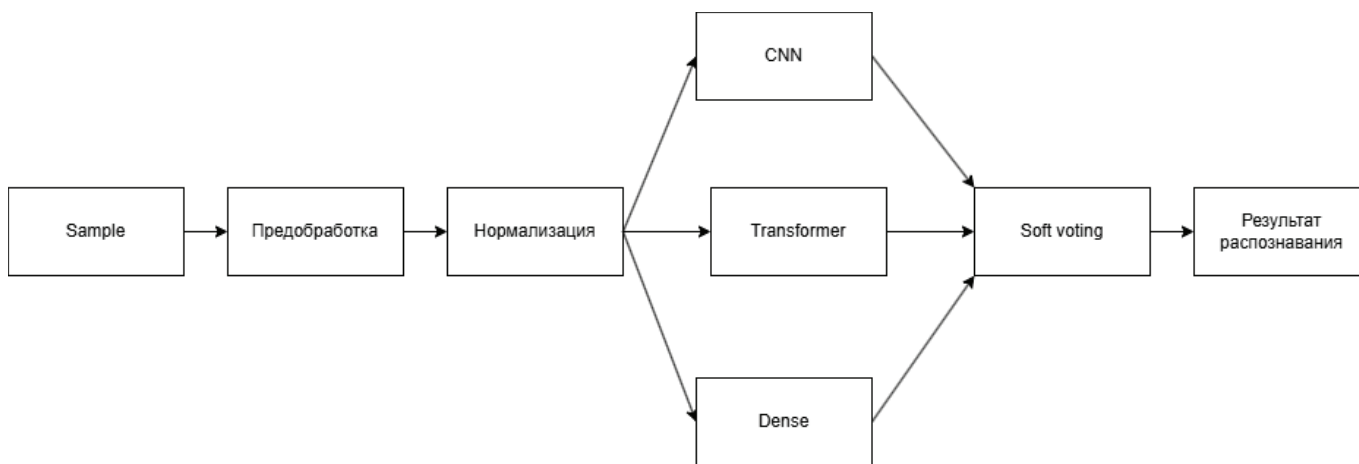 CNN
Sample
Предобработка
Нормализация
Transformer
Soft voting
Результат
распознавания
Dense